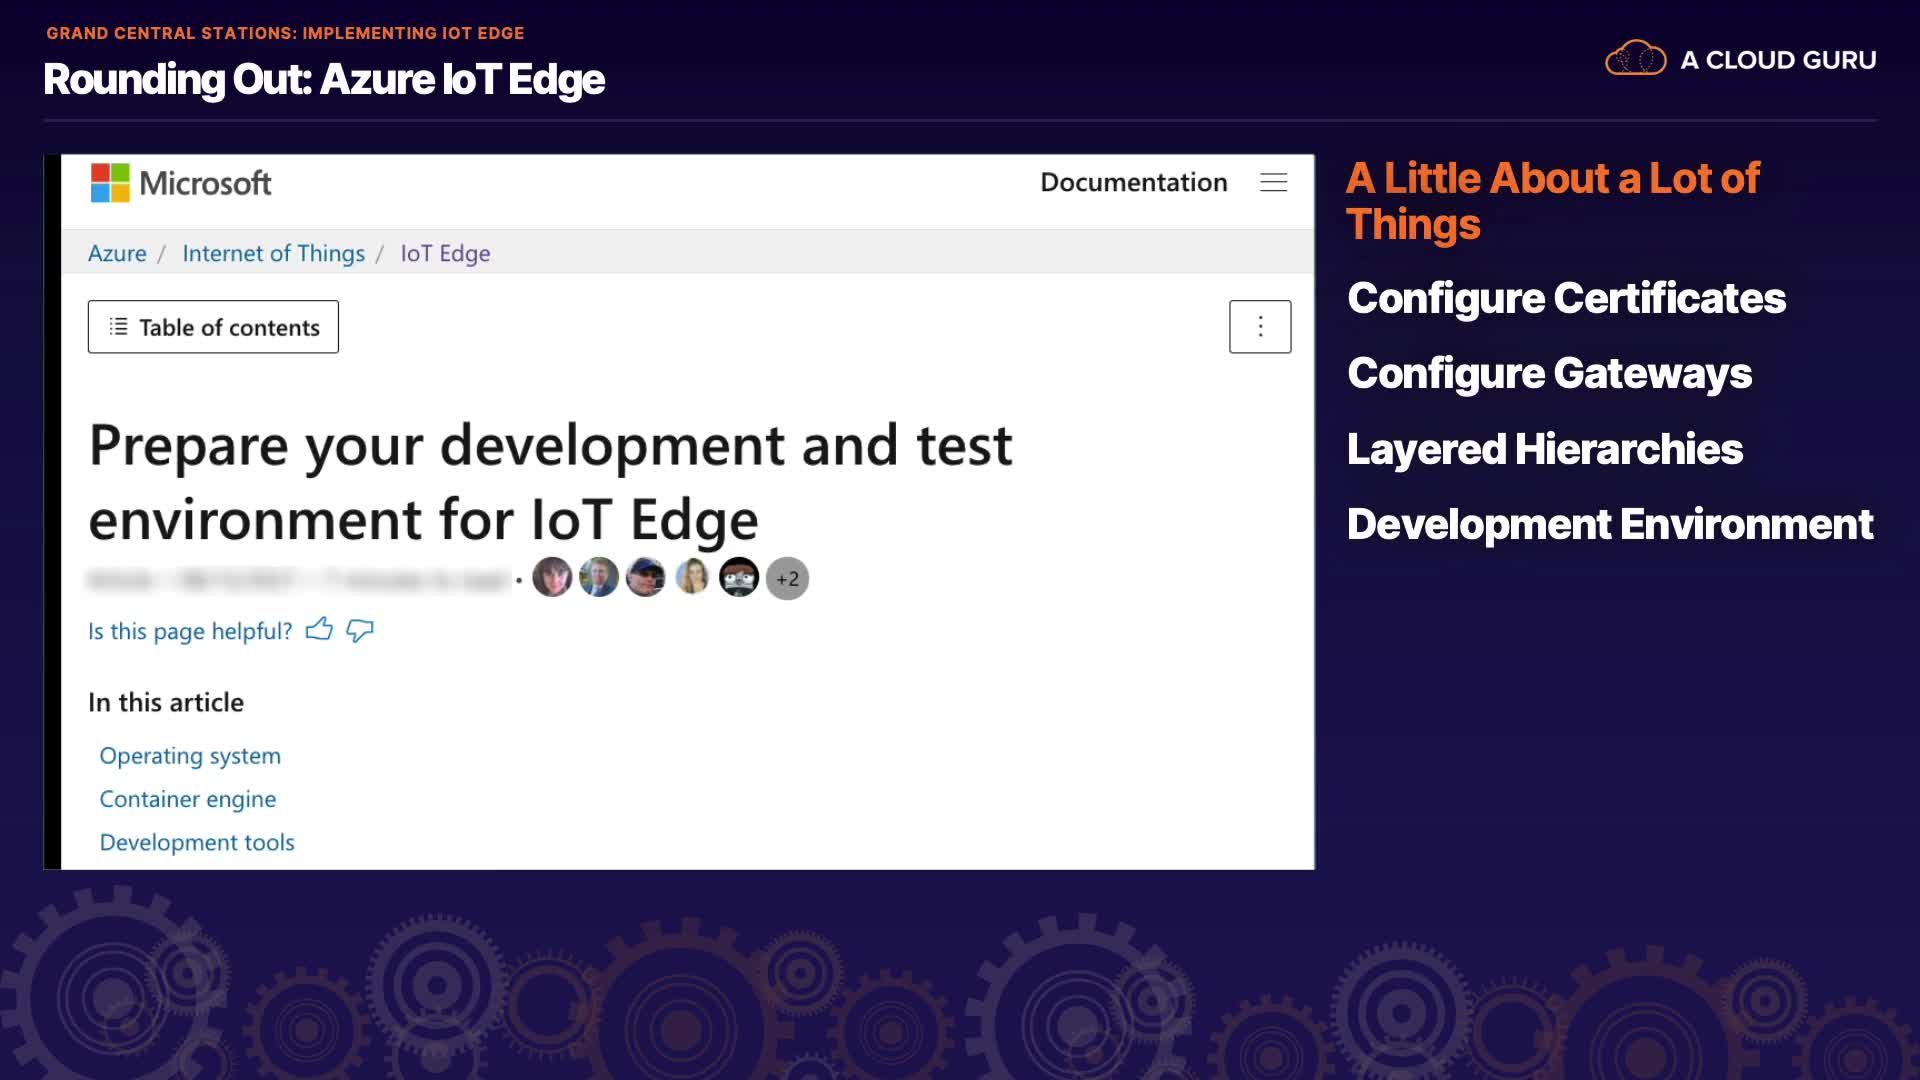 GRAND CENTRAL STATIONS: IMPLEMENTING IOT EDGE
Rounding Out: Azure IoT Edge
A CLOUD GURU
Microsoft
Documentation
Azure / Internet of Things / IoT Edge
Table of contents
Prepare your development and test
environment for IoT Edge
+2
Is this page helpful?
In this article
Operating system
Container engine
Development tools
A Little About a Lot of
Things
Configure Certificates
Configure Gateways
Layered Hierarchies
Development Environment